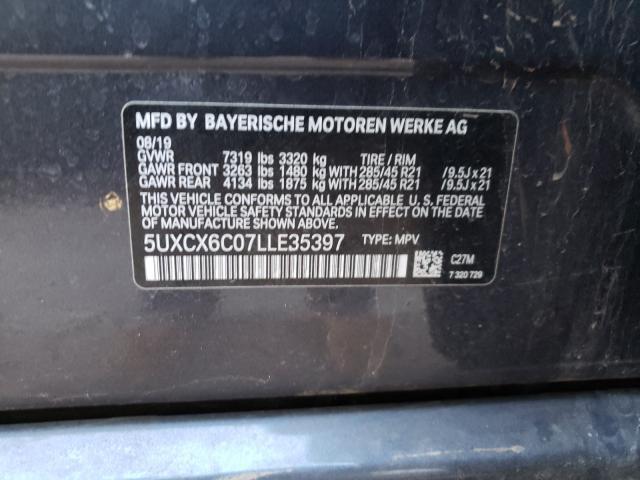 MFD BY BAYERISCHE MOTOREN WERKE AG
08/19
GVWR 7319 lbs 3320 kg TIRE / RIM
GAWR FRONT 3263 lbs 1480 kg WITH 285/45 R21 /9.5J x 21
GAWR REAR 4134 lbs 1875 kg WITH 285/45 R21 /9.5J x 21
THIS VEHICLE CONFORMS TO ALL APPLICABLE U. S. FEDERAL
MOTOR VEHICLE SAFETY STANDARDS IN EFFECT ON THE DATE
OF MANUFACTURE SHOWN ABOVE.
5UXCX6C07LLE35397 TYPE: MPV
C27M
7 320 729